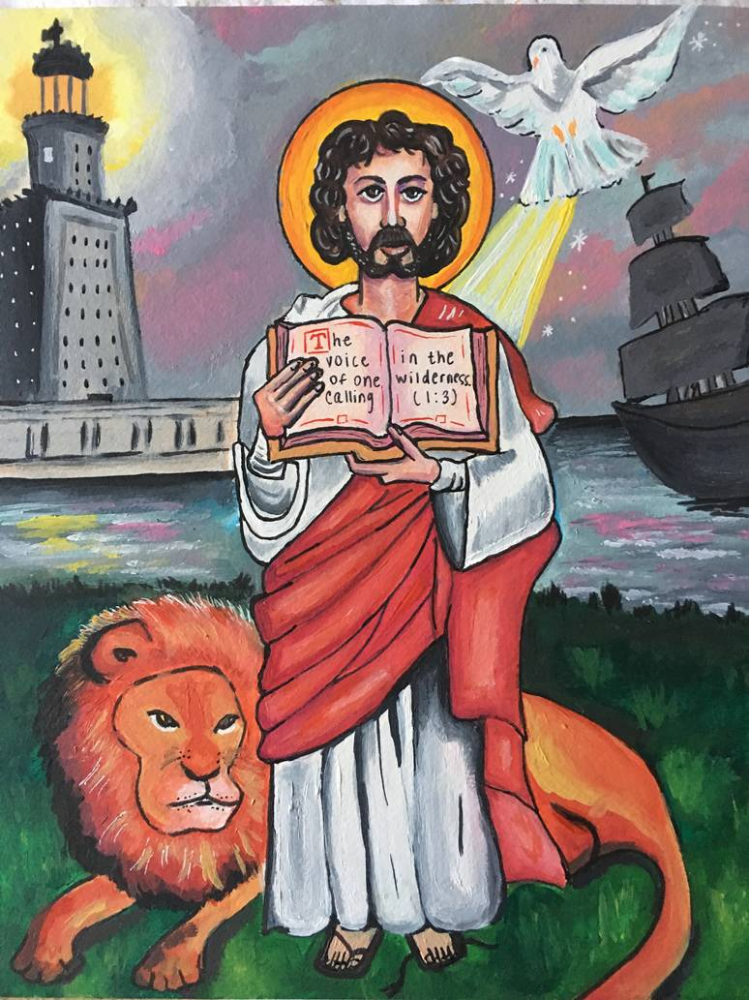 The
voice
of one
calling
in the
wilderness.
(1:3)